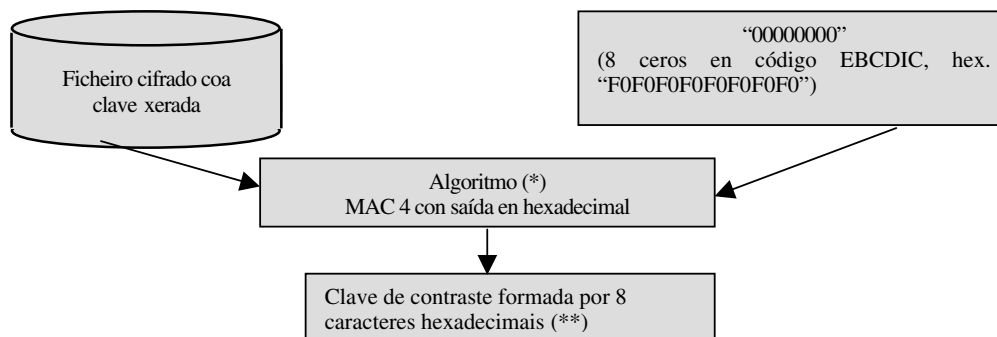 Ficheiro cifrado coa
clave xerada
“00000000”
(8 ceros en código EBCDIC, hex.
“F0F0F0F0F0F0F0F0”)
Algoritmo (*)
MAC 4 con saída en hexadecimal
Clave de contraste formada por 8
caracteres hexadecimais (**)